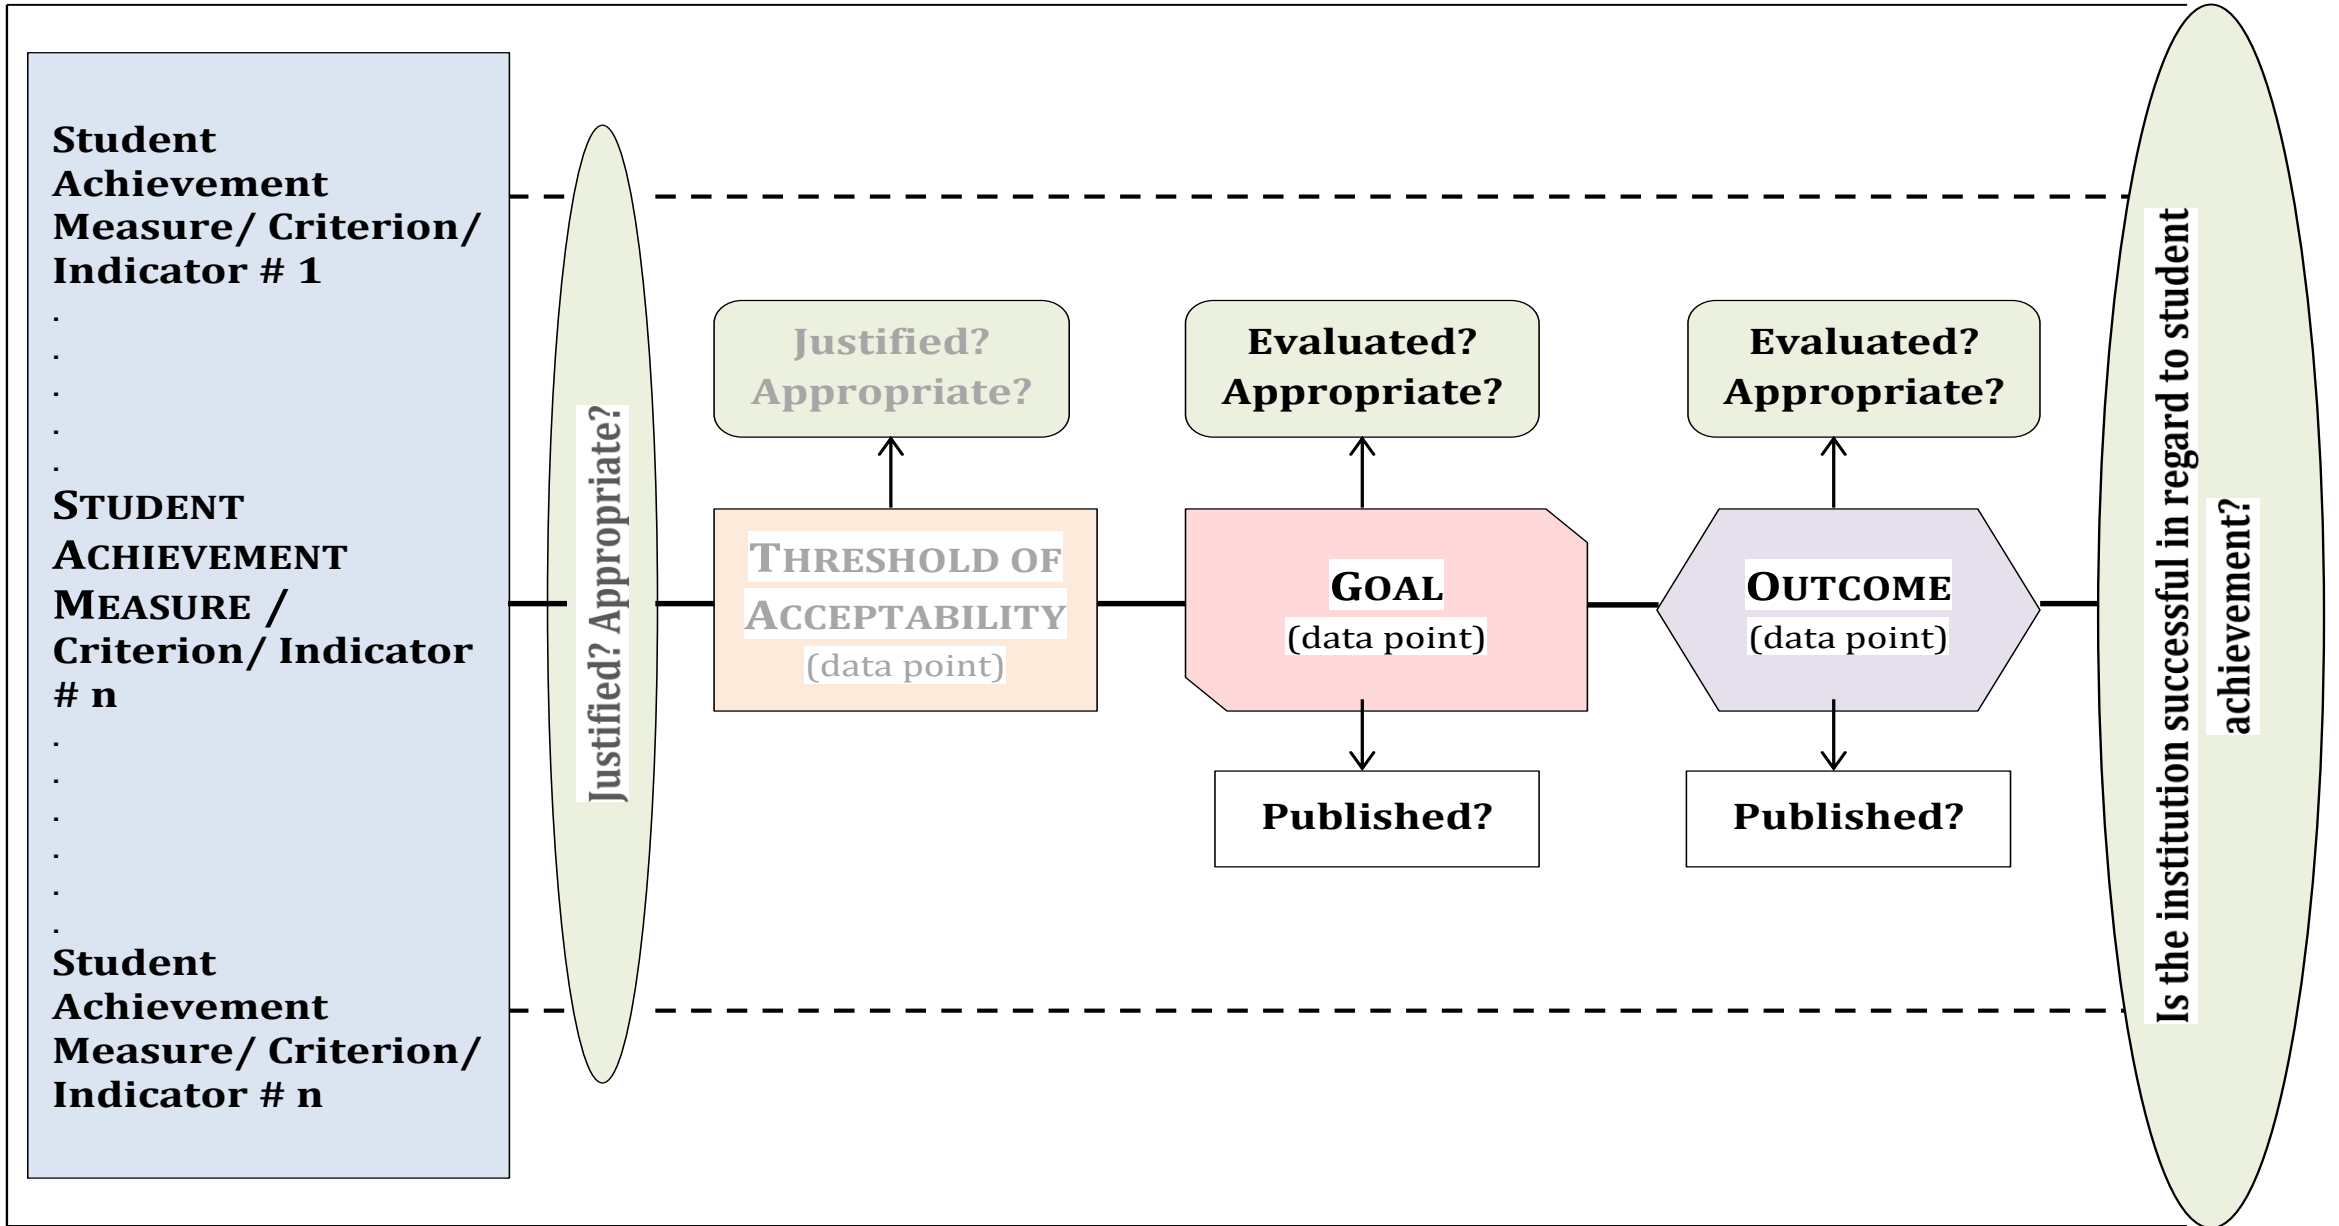 Student
Achievement
Measure/ Criterion/
Indicator # 1
.
.
.
.
.
STUDENT
ACHIEVEMENT
MEASURE /
Criterion/ Indicator
# n
.
.
.
.
.
.
Student
Achievement
Measure/ Criterion/
Indicator # n
Justified? Appropriate?
Justified?
Appropriate?
THRESHOLD OF
ACCEPTABILITY
(data point)
Evaluated?
Appropriate?
GOAL
(data point)
Published?
Evaluated?
Appropriate?
OUTCOME
(data point)
Published?
Is the institution successful in regard to student
achievement?